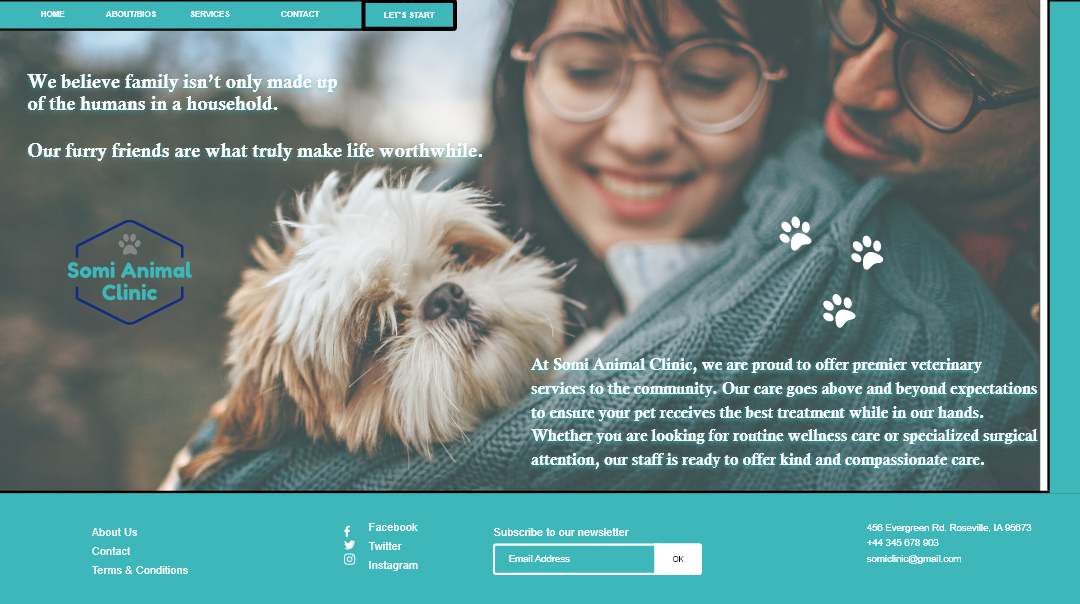 HOME ABOUT/BIOS SERVICES CONTACT LET'S START
We believe family isn't only made up
of the humans in a household.
Our furry friends are what truly make life worthwhile.
Somi Animal
Clinic
At Somi Animal Clinic, we are proud to offer premier veterinary
services to the community. Our care goes above and beyond expectations
to ensure your pet receives the best treatment while in our hands.
Whether you are looking for routine wellness care or specialized surgical
attention, our staff is ready to offer kind and compassionate care.
About Us
Contact
Terms & Conditions
Facebook
Twitter
Instagram
Subscribe to our newsletter
Email Address OK
456 Evergreen Rd. Roseville, IA 95673
+44 345 678 903
somiclinic@gmail.com